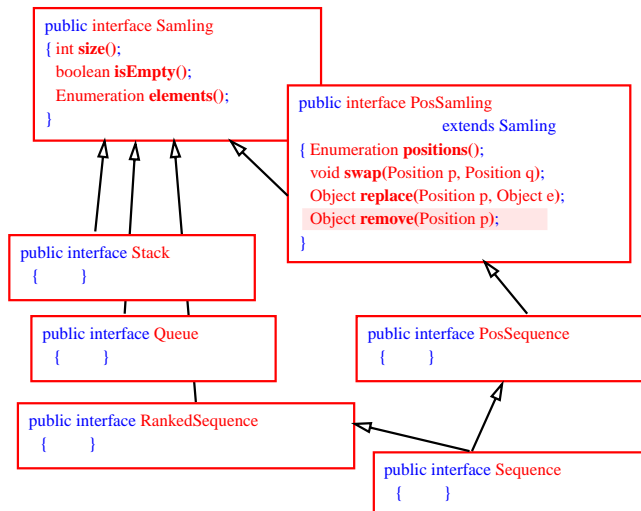 public interface Samling
{ int size();
boolean isEmpty();
Enumeration elements();
}
public interface PosSamling
extends Samling
{ Enumeration positions();
void swap(Position p, Position q);
Object replace(Position p, Object e);
Object remove(Position p);
}
public interface Stack
{ }
public interface Queue
{ }
public interface PosSequence
{ }
public interface RankedSequence
{ }
public interface Sequence
{ }